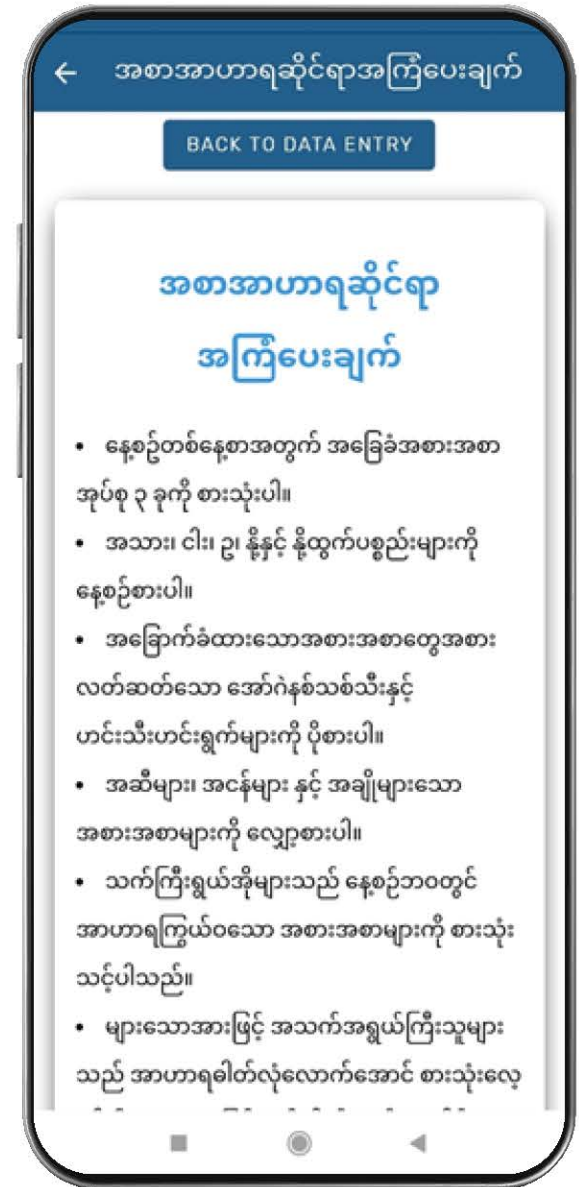 ← အစာအာဟာရဆိုင်ရာအကြံပေးချက်
BACK TO DATA ENTRY
အစာအာဟာရဆိုင်ရာ
အကြံပေးချက်
• နေ့စဥ်တစ်နေ့စာအတွက် အခြေခံအစားအစာ
အုပ်စု ၃ ခုကို စားသုံးပါ။
• အသား၊ ငါး၊ ဥ၊ နို့နှင့် နို့ထွက်ပစ္စည်းများကို
နေ့စဉ်စားပါ။
• အခြောက်ခံထားသောအစားအစာတွေအစား
လတ်ဆတ်သော အော်ဂဲနစ်သစ်သီးနှင့်
ဟင်းသီးဟင်းရွက်များကို ပိုစားပါ။
• အဆီများ၊ အငန်များ နှင့် အချိုများသော
အစားအစာများကို လျှော့စားပါ။
• သက်ကြီးရွယ်အိုများသည် နေ့စဉ်ဘဝတွင်
အာဟာရကြွယ်ဝသော အစားအစာများကို စားသုံး
သင့်ပါသည်။
• များသောအားဖြင့် အသက်အရွယ်ကြီးသူများ
သည် အာဟာရဓါတ်လုံလောက်အောင် စားသုံးလေ့